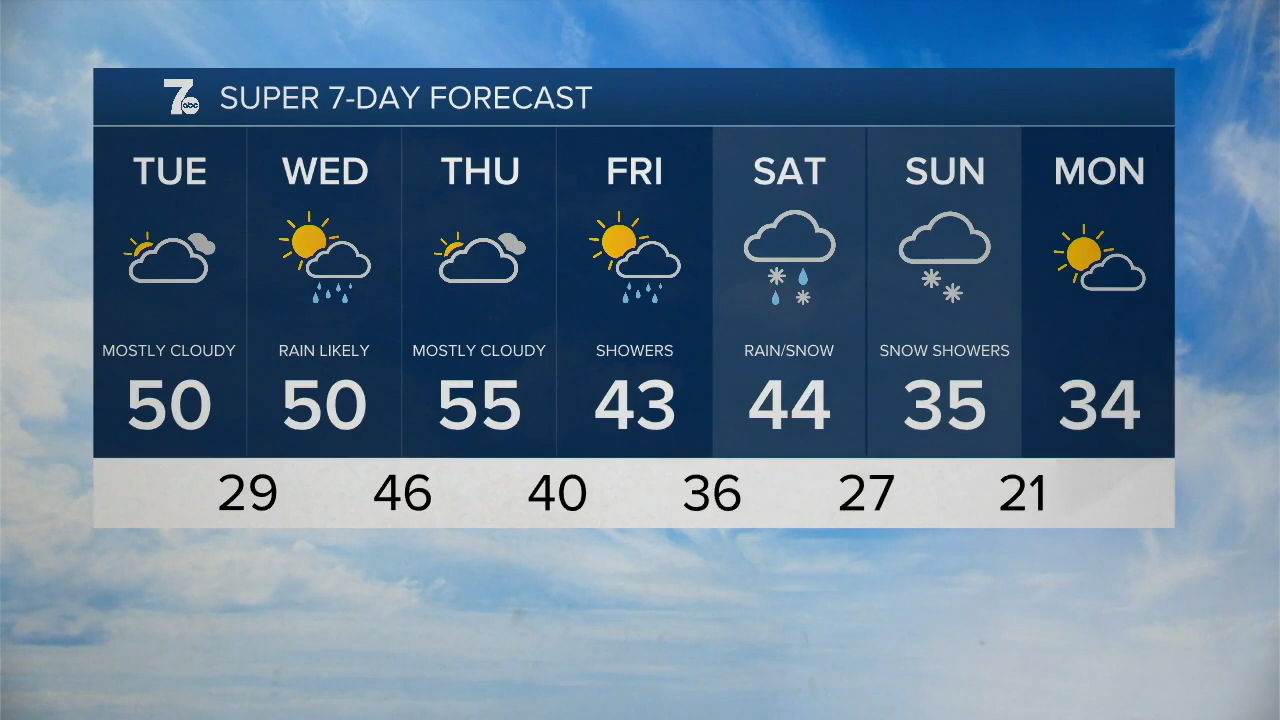 7 abc SUPER 7-DAY FORECAST
TUE WED THU FRI SAT SUN MON
MOSTLY CLOUDY RAIN LIKELY MOSTLY CLOUDY SHOWERS RAIN/SNOW SNOW SHOWERS
50 50 55 43 44 35 34
29 46 40 36 27 21